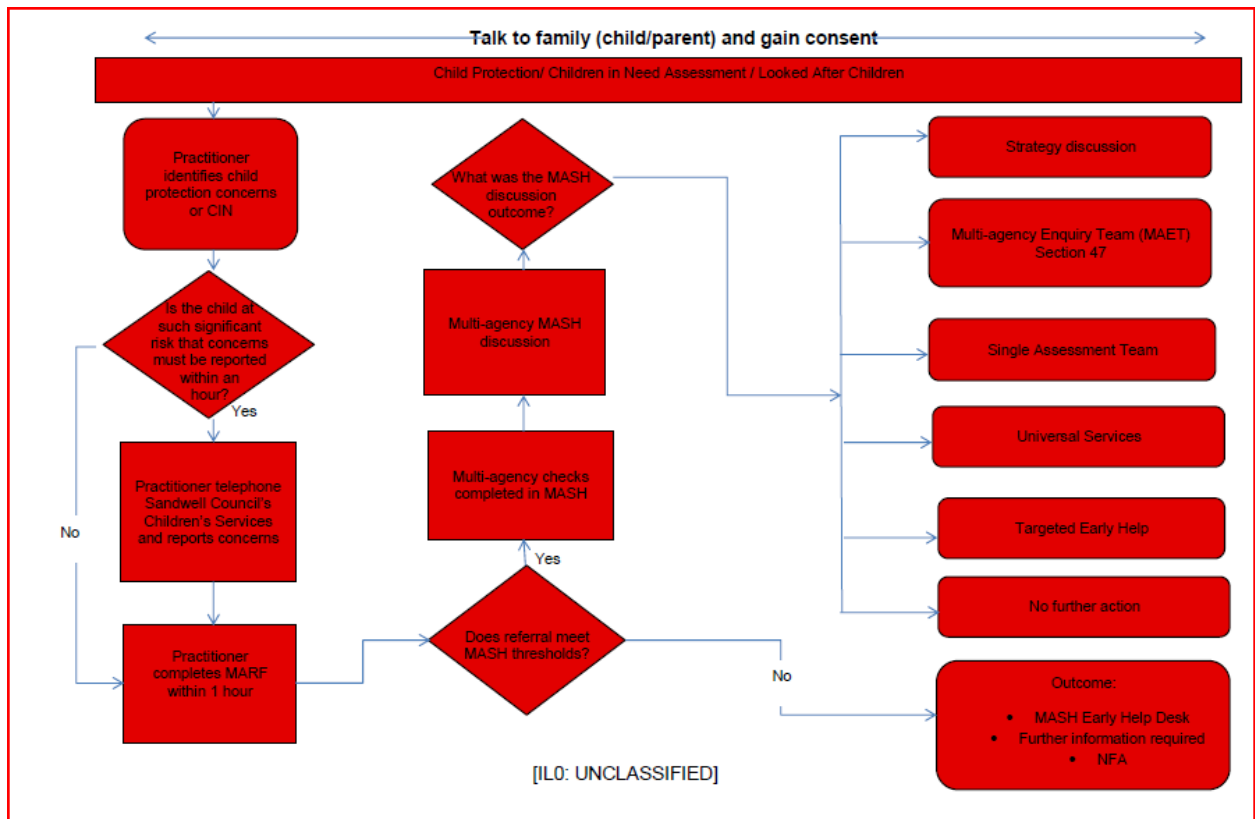 Talk to family (child/parent) and gain consent
Child Protection/ Children in Need Assessment / Looked After Children
Practitioner
identifies child
protection concerns
or CIN
Is the child at
such significant
risk that concerns
must be reported
within an
hour?
Yes
No
Practitioner telephone
Sandwell Council's
Children's Services
and reports concerns
Practitioner
completes MARF
within 1 hour
What was the MASH
discussion
outcome?
Multi-agency MASH
discussion
Multi-agency checks
completed in MASH
Yes
Does referral meet
MASH thresholds?
No
Strategy discussion
Multi-agency Enquiry Team (MAET)
Section 47
Single Assessment Team
Universal Services
Targeted Early Help
No further action
Outcome:
• MASH Early Help Desk
• Further information required
• NFA
[IL0: UNCLASSIFIED]